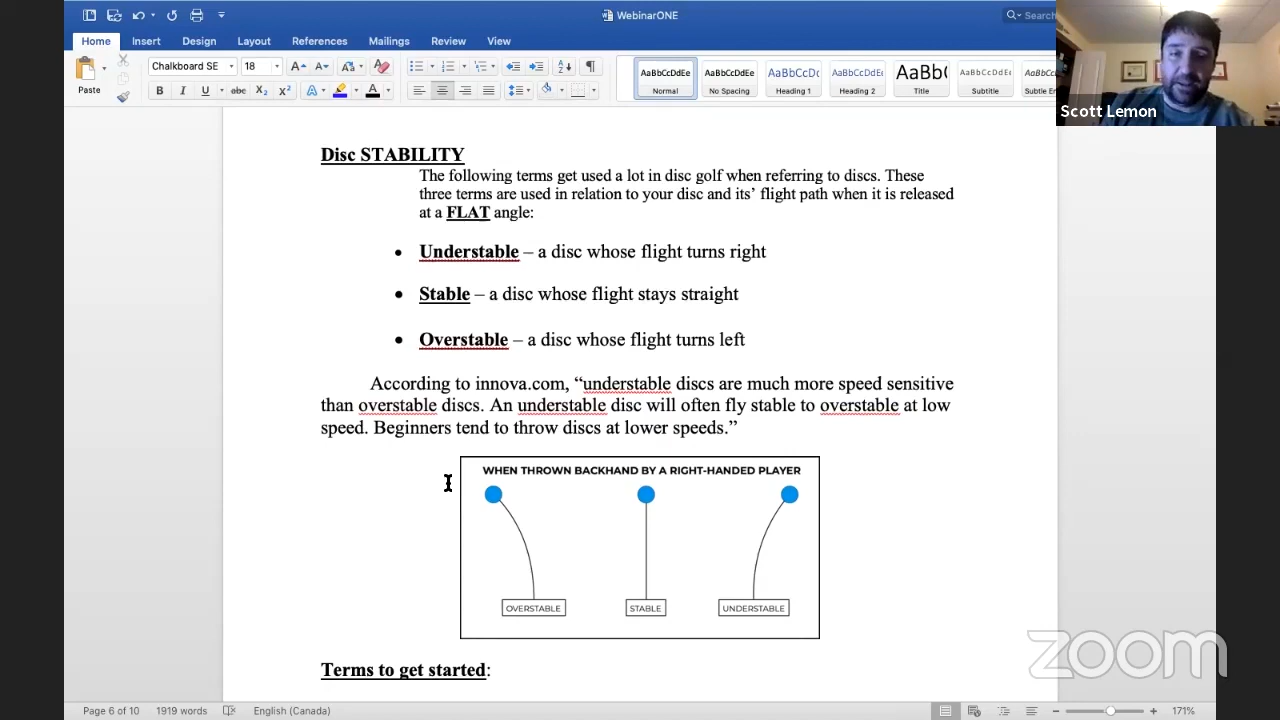 WebinarONE
Search
Home Insert Design Layout References Mailings Review View
Paste
Chalkboard SE 18
abc X₂ X²
AaBbCcDdEe AaBbCcDdEe AaBbCcDc AaBbCcDdEe AaBb( AaBbCcDdEe
Normal No Spacing Heading 1 Heading 2 Title Subtitle Subtle
Scott Lemon
Disc STABILITY
The following terms get used a lot in disc golf when referring to discs. These
three terms are used in relation to your disc and its’ flight path when it is released
at a FLAT angle:
• Understable – a disc whose flight turns right
• Stable – a disc whose flight stays straight
• Overstable – a disc whose flight turns left
According to innova.com, “understable discs are much more speed sensitive
than overstable discs. An understable disc will often fly stable to overstable at low
speed. Beginners tend to throw discs at lower speeds.”
WHEN THROWN BACKHAND BY A RIGHT-HANDED PLAYER
OVERSTABLE STABLE UNDERSTABLE
Terms to get started:
zoom
Page 6 of 10 1919 words English (Canada) 171%